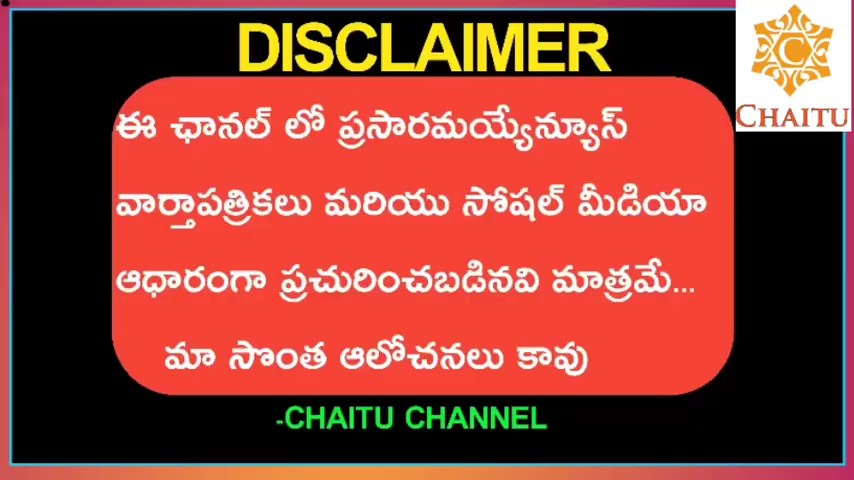 DISCLAIMER
C
CHAITU
ఈ ఛానల్ లో ప్రసారమయ్యేన్యూస్
వార్తాపత్రికలు మరియు సోషల్ మీడియా
ఆధారంగా ప్రచురించబడినవి మాత్రమే...
మా సొంత ఆలోచనలు కావు
-CHAITU CHANNEL